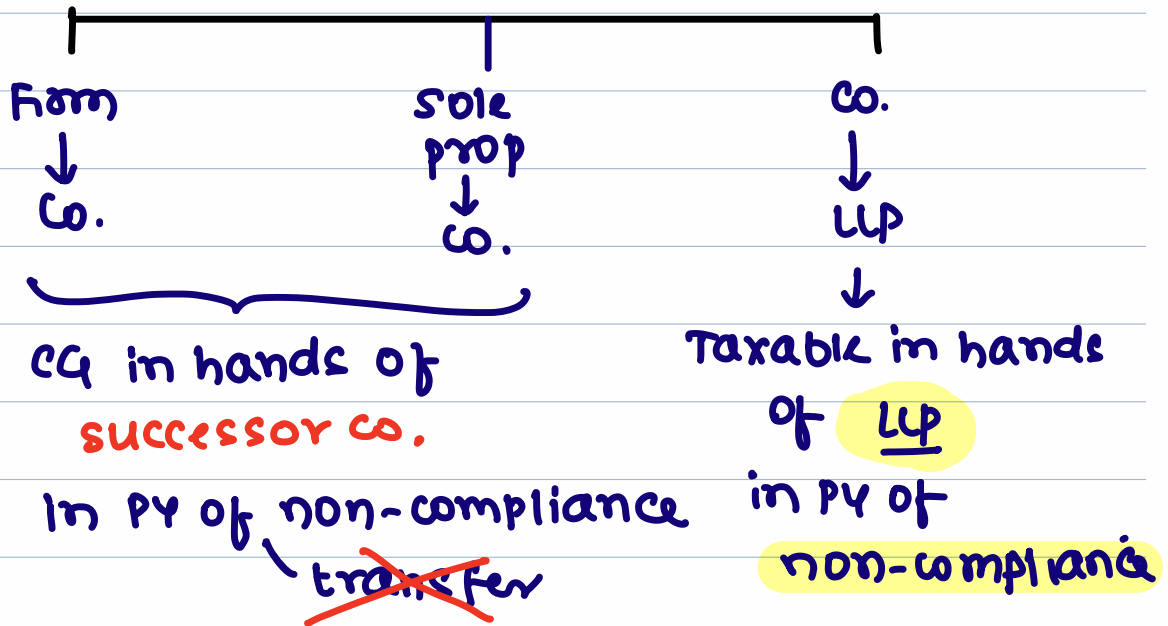 Firm
↓
Co.
Sole
prop
↓
Co.
Co.
↓
LLP
↓
CG in hands of
successor co.
In PY of non-compliance
transfer
Taxable in hands
of LLP
in PY of
non-compliance